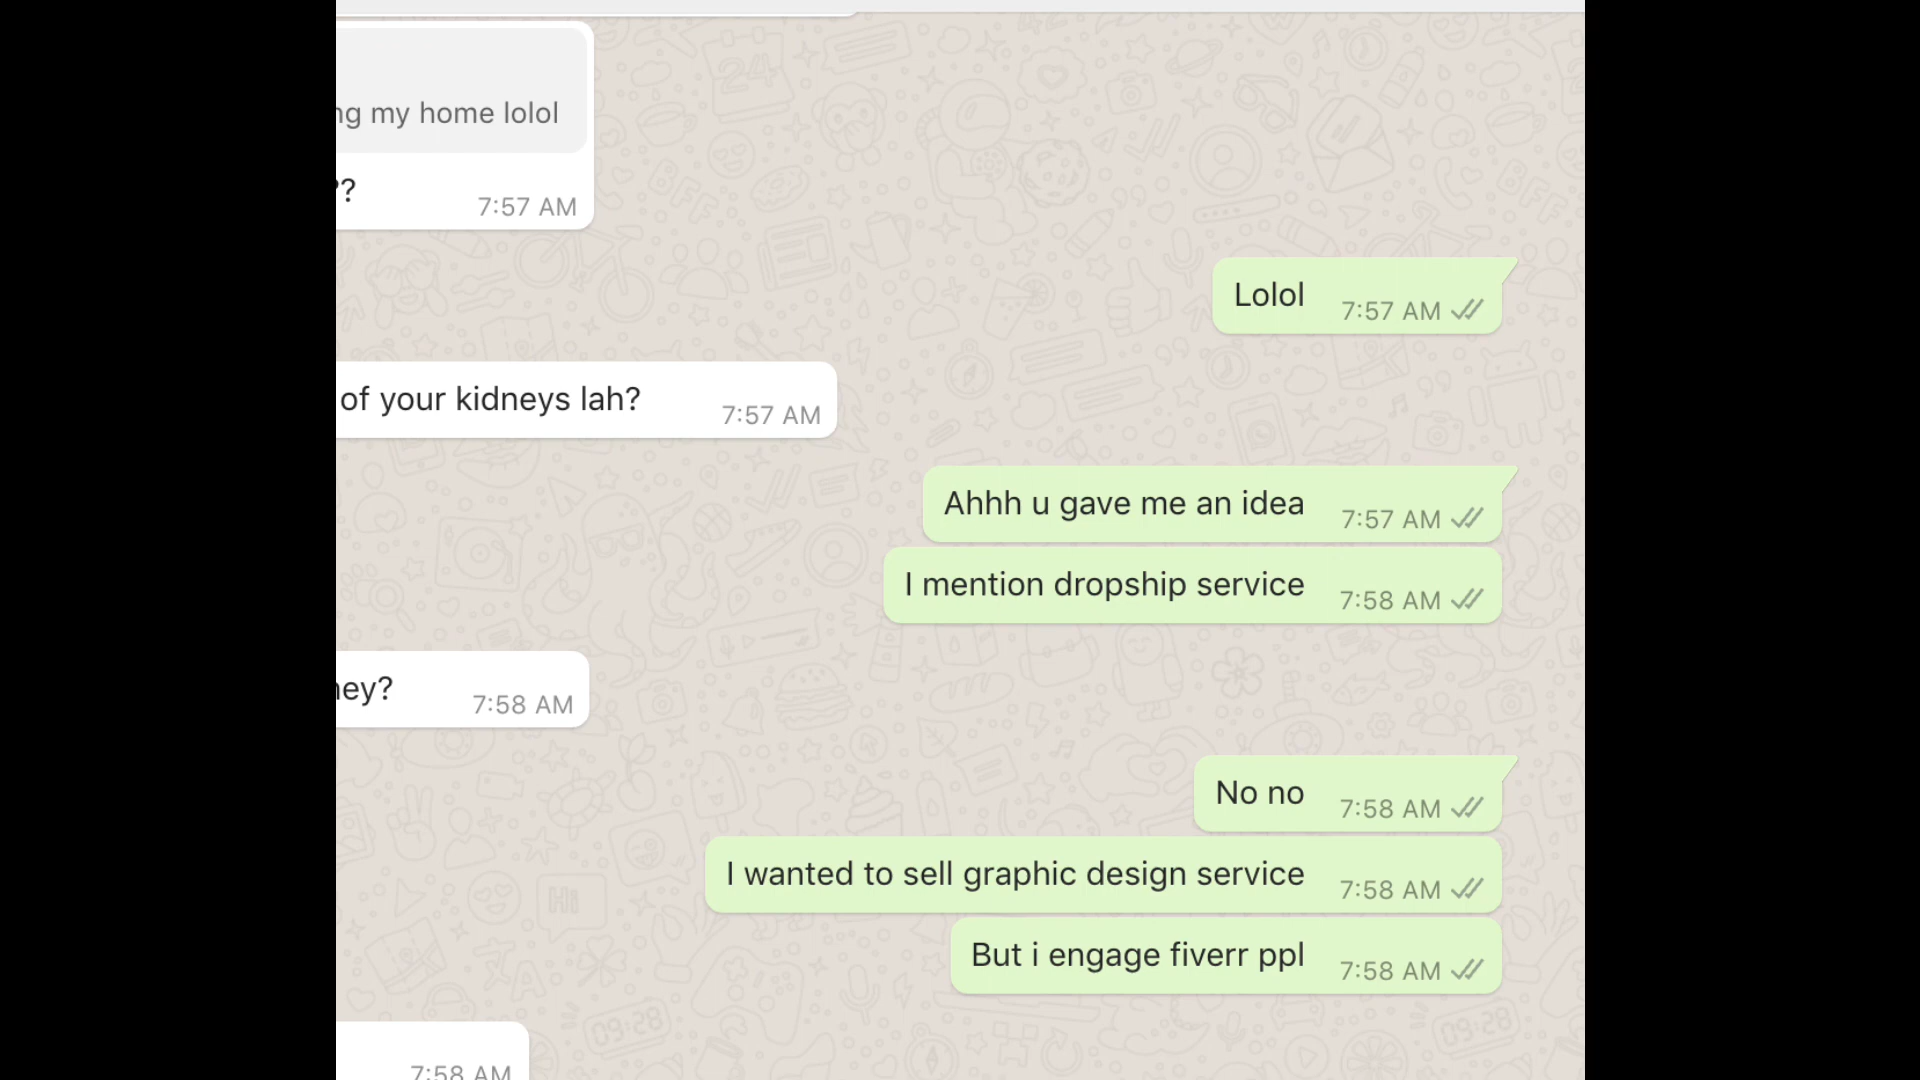 my home lolol
7:57 AM
Lolol
7:57 AM
of your kidneys lah?
7:57 AM
Ahhh u gave me an idea
7:57 AM
I mention dropship service
7:58 AM
7:58 AM
No no
7:58 AM
I wanted to sell graphic design service
7:58 AM
But i engage fiverr ppl
7:58 AM
7:58 AM